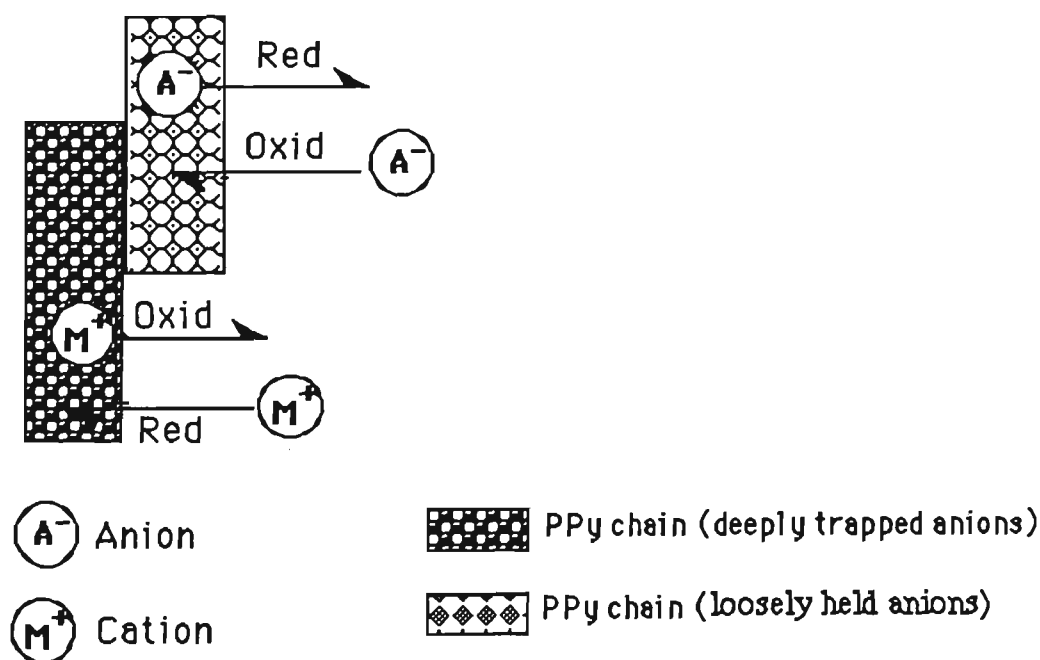 Red
A⁻
Oxid
A⁻
Oxid
M⁺
M⁺
Red
A⁻ Anion
PPy chain (deeply trapped anions)
M⁺ Cation
PPy chain (loosely held anions)